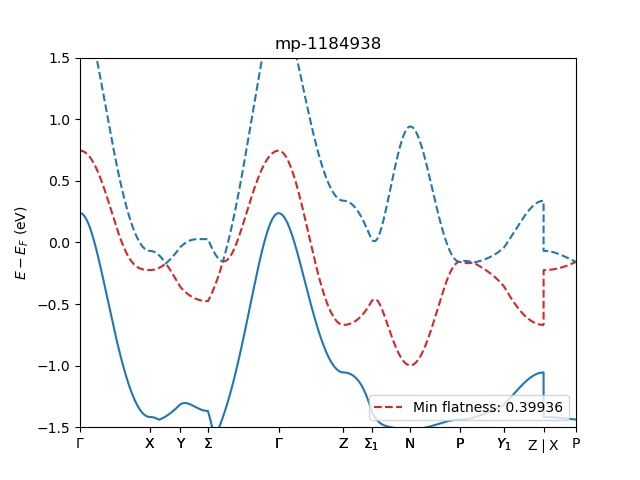 mp-1184938
E − E_F (eV)
1.5
1.0
0.5
0.0
−0.5
−1.0
−1.5
Min flatness: 0.39936
Γ X Y Σ Γ Z Σ₁ N P Y₁ Z | X P